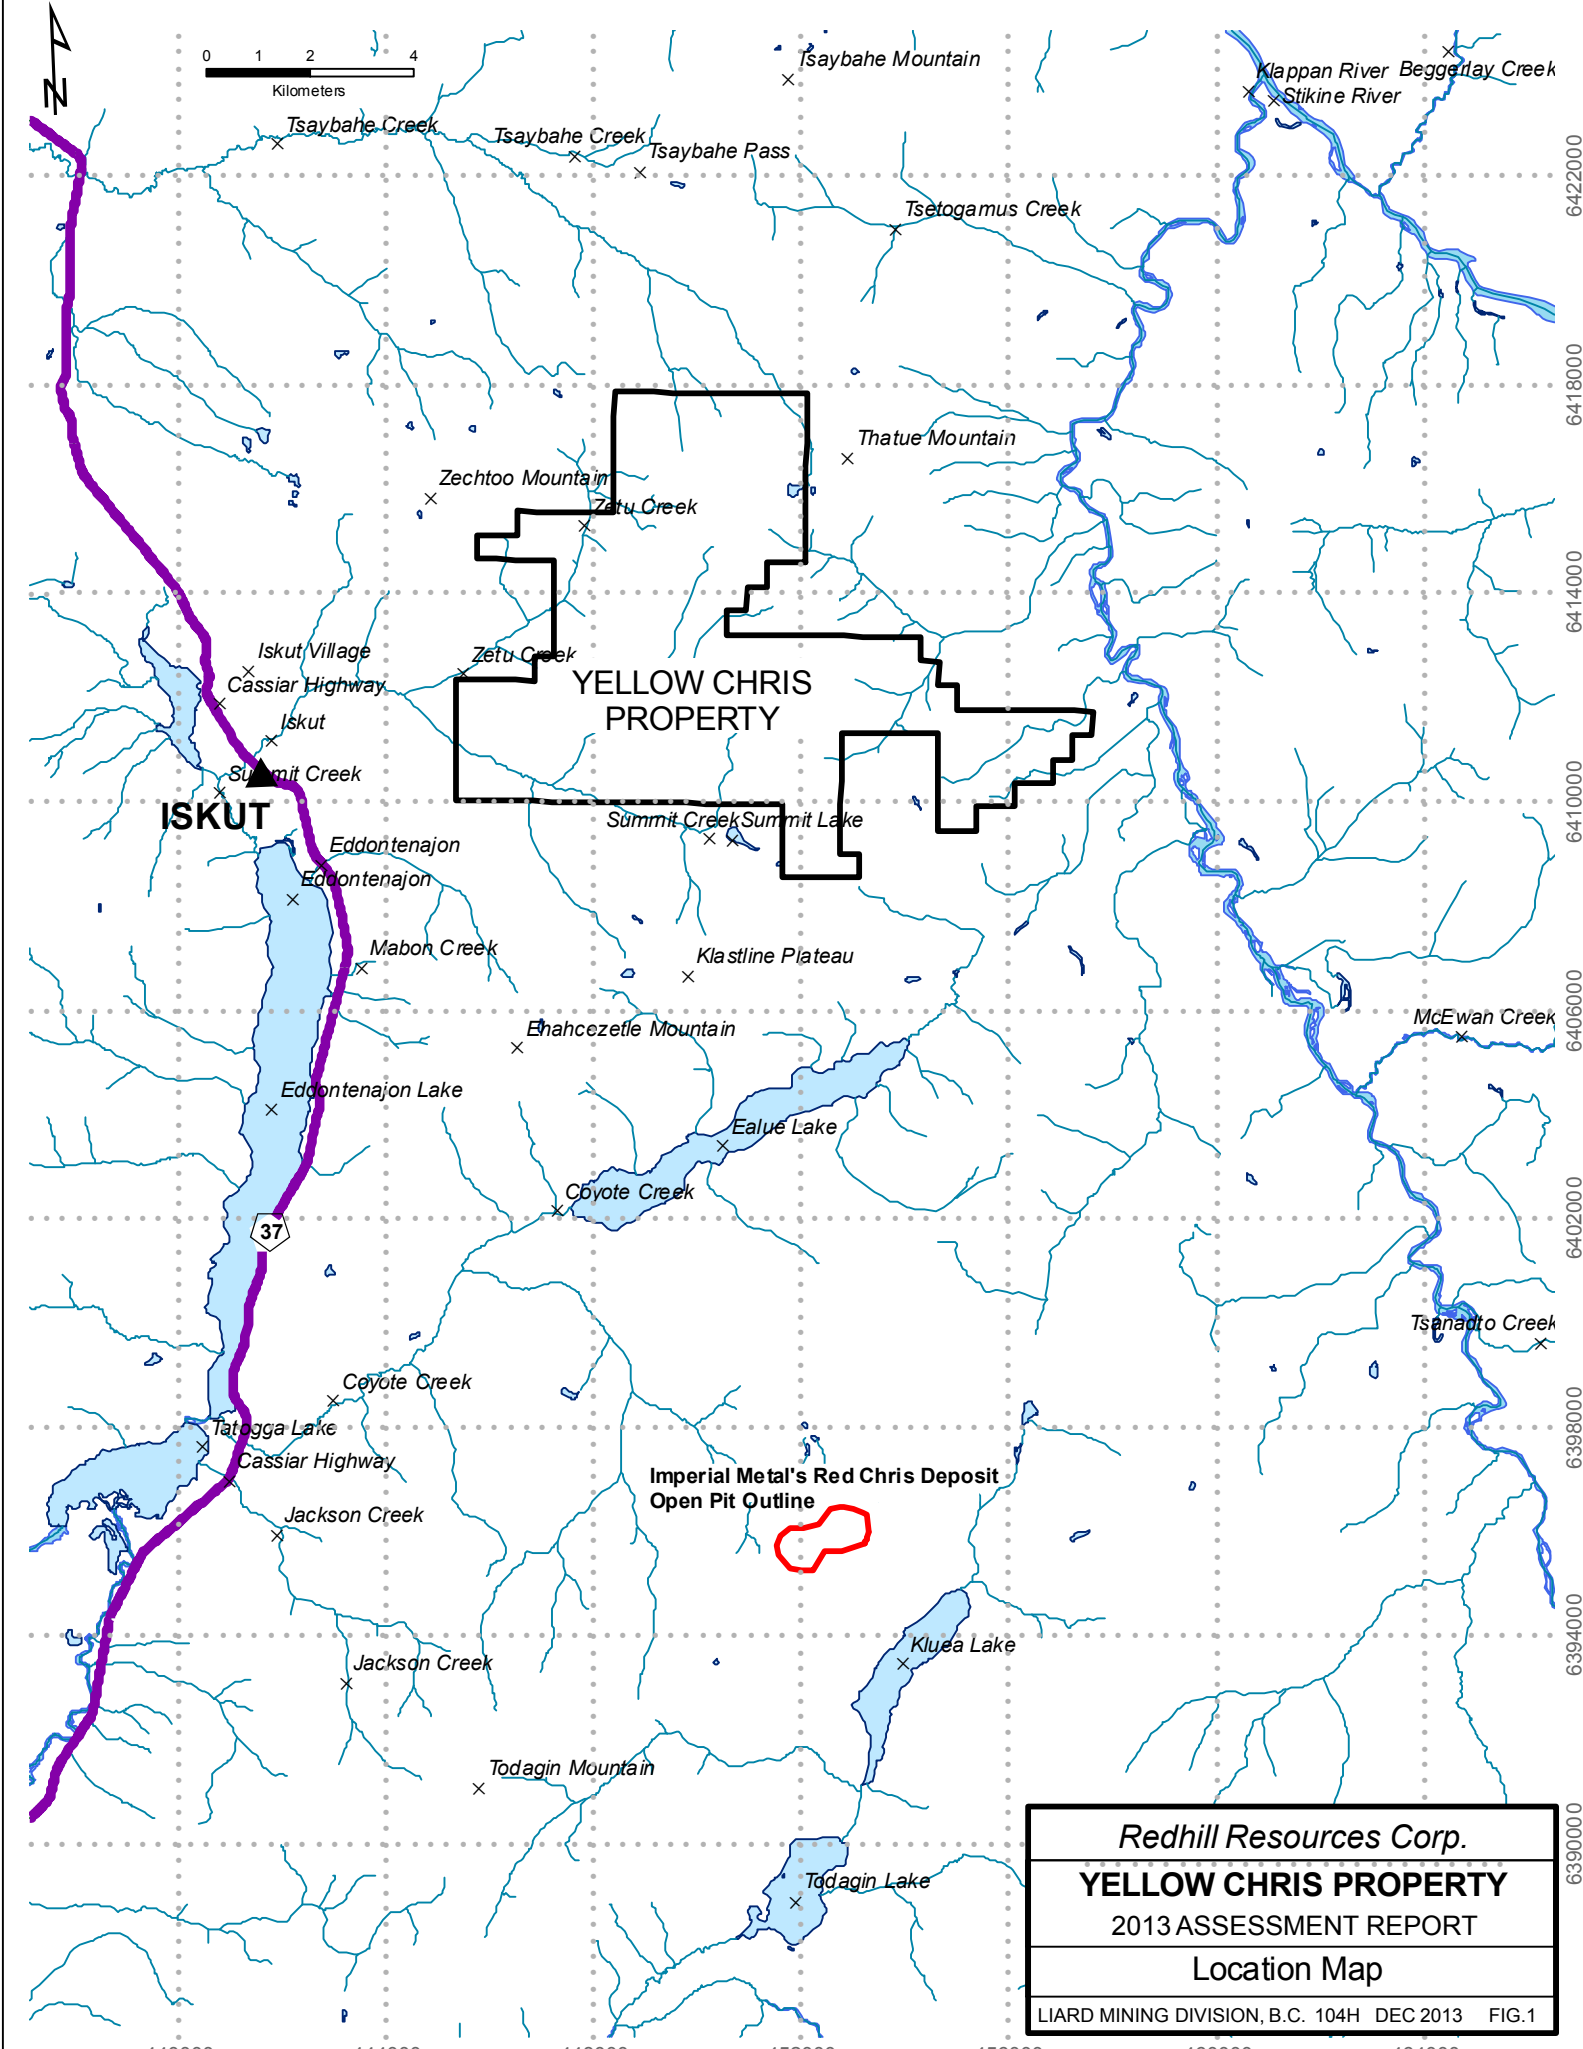 N
0 1 2 4
Kilometers
Tsaybahe Mountain
Klappan River
Beggerlay Creek
Stikine River
Tsaybahe Creek
Tsaybahe Creek
Tsaybahe Pass
6422000
Tsetogamus Creek
6418000
Thatue Mountain
Zechtoo Mountain
Zetu Creek
6414000
Iskut Village
Zetu Creek
Cassiar Highway
YELLOW CHRIS
PROPERTY
Iskut
Summit Creek
ISKUT
6410000
Summit Creek
Summit Lake
Eddontenajon
Eddontenajon
Mabon Creek
Klastline Plateau
6406000
McEwan Creek
Ehahcezetle Mountain
Eddontenajon Lake
Ealue Lake
Coyote Creek
6402000
37
Tsanadto Creek
Coyote Creek
6398000
Tatogga Lake
Cassiar Highway
Imperial Metal's Red Chris Deposit
Open Pit Outline
Jackson Creek
6394000
Kluea Lake
Jackson Creek
Todagin Mountain
6390000
Todagin Lake
Redhill Resources Corp.
YELLOW CHRIS PROPERTY
2013 ASSESSMENT REPORT
Location Map
LIARD MINING DIVISION, B.C. 104H DEC 2013 FIG.1